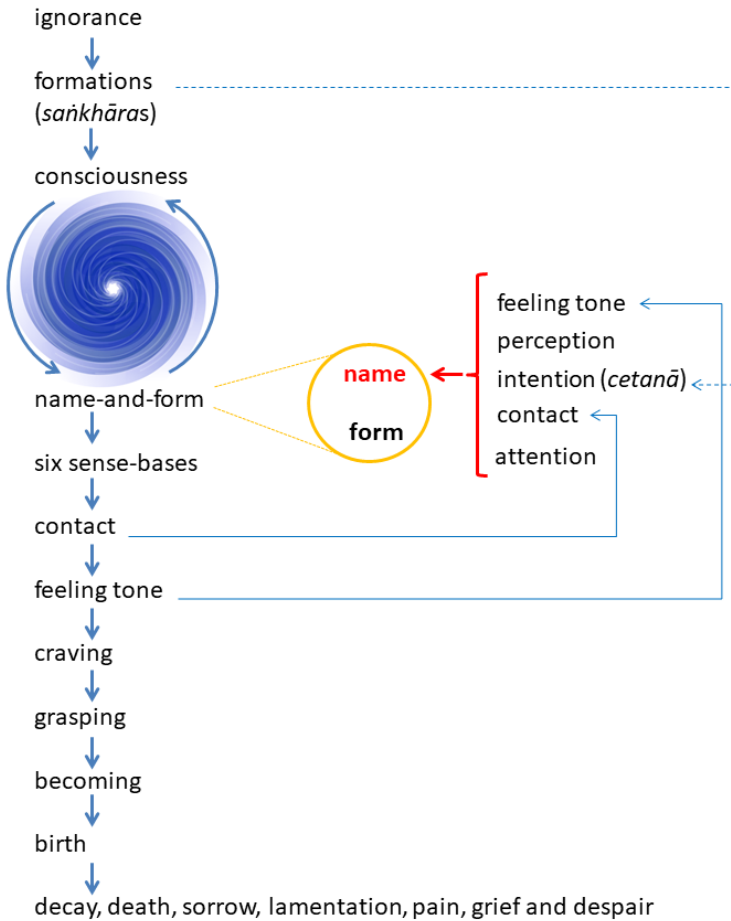 ignorance
formations
(saṅkhāras)
consciousness
name-and-form
six sense-bases
contact
feeling tone
craving
grasping
becoming
birth
decay, death, sorrow, lamentation, pain, grief and despair
name
form
feeling tone
perception
intention (cetanā)
contact
attention